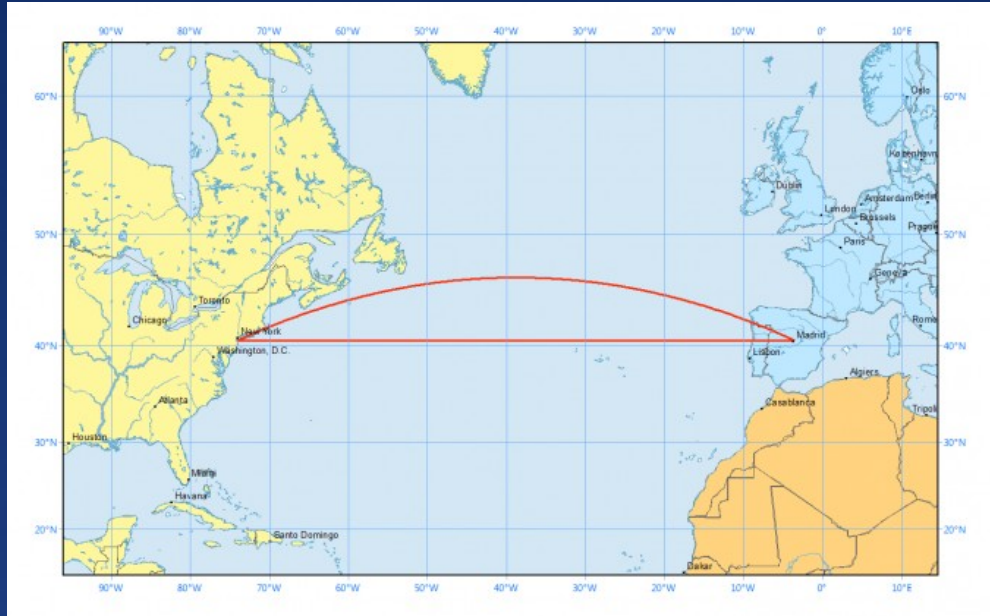 90°W 80°W 70°W 60°W 50°W 40°W 30°W 20°W 10°W 0° 10°E
60°N 60°N
Oslo
København
Dublin
Amsterdam Berlin
London
Brussels
50°N Prague 50°N
Paris
Geneva
Toronto
Chicago Roma
New York Madrid
40°N 40°N
Washington, D.C. Lisbon
Algiers
Atlanta Casablanca
Tripoli
Houston
30°N 30°N
Miami
Havana
20°N 20°N
Santo Domingo
Dakar
90°W 80°W 70°W 60°W 50°W 40°W 30°W 20°W 10°W 0° 10°E